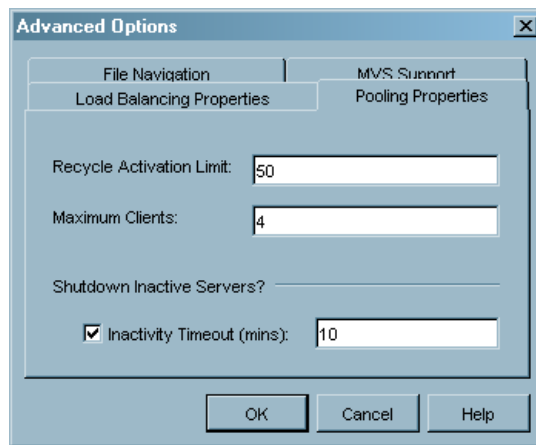 Advanced Options
File Navigation
MVS Support
Load Balancing Properties
Pooling Properties
Recycle Activation Limit: 50
Maximum Clients: 4
Shutdown Inactive Servers?
Inactivity Timeout (mins): 10
OK
Cancel
Help